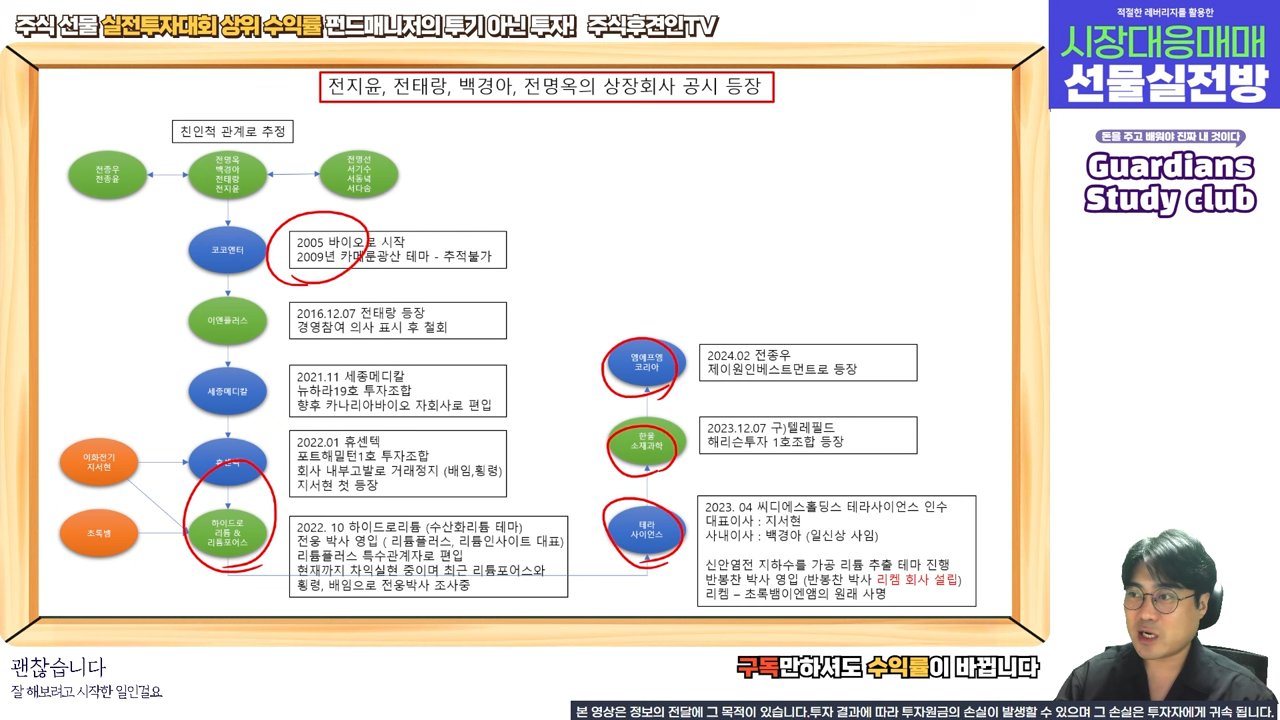 주식 선물 실전투자대회 상위 수익률 펀드매니저의 투기 아닌 투자! 주식후견인TV
적절한 레버리지를 활용한
시장대응매매
선물실전방
돈을 주고 배워야 진짜 내 것이다
Guardians
Study club
전지윤, 전태랑, 백경아, 전명옥의 상장회사 공시 등장
친인척 관계로 추정
전종우
전종윤
전명옥
백경아
전태랑
전지윤
전명선
서기수
서동녘
서다솜
코코엔터
2005 바이오로 시작
2009년 카메룬광산 테마 - 추적불가
이앤플러스
2016.12.07 전태랑 등장
경영참여 의사 표시 후 철회
세종메디칼
2021.11 세종메디칼
뉴하라19호 투자조합
향후 카나리아바이오 자회사로 편입
이화전기
지서현
휴센텍
2022.01 휴센텍
포트해밀턴1호 투자조합
회사 내부고발로 거래정지 (배임,횡령)
지서현 첫 등장
초록뱀
하이드로
리튬 &
리튬포어스
2022. 10 하이드로리튬 (수산화리튬 테마)
전웅 박사 영입 ( 리튬플러스, 리튬인사이트 대표)
리튬플러스 특수관계자로 편입
현재까지 차익실현 중이며 최근 리튬포어스와
횡령, 배임으로 전웅박사 조사중
엠에프엠
코리아
2024.02 전종우
제이원인베스트먼트로 등장
한울
소재과학
2023.12.07 구)텔레필드
해리슨투자 1호조합 등장
테라
사이언스
2023. 04 씨디에스홀딩스 테라사이언스 인수
대표이사 : 지서현
사내이사 : 백경아 (일신상 사임)
신안염전 지하수를 가공 리튬 추출 테마 진행
반봉찬 박사 영입 (반봉찬 박사 리켐 회사 설립)
리켐 – 초록뱀이엔앰의 원래 사명
괜찮습니다
잘 해보려고 시작한 일인걸요
구독만하셔도 수익률이 바뀝니다
본 영상은 정보의 전달에 그 목적이 있습니다.투자 결과에 따라 투자원금의 손실이 발생할 수 있으며 그 손실은 투자자에게 귀속 됩니다.